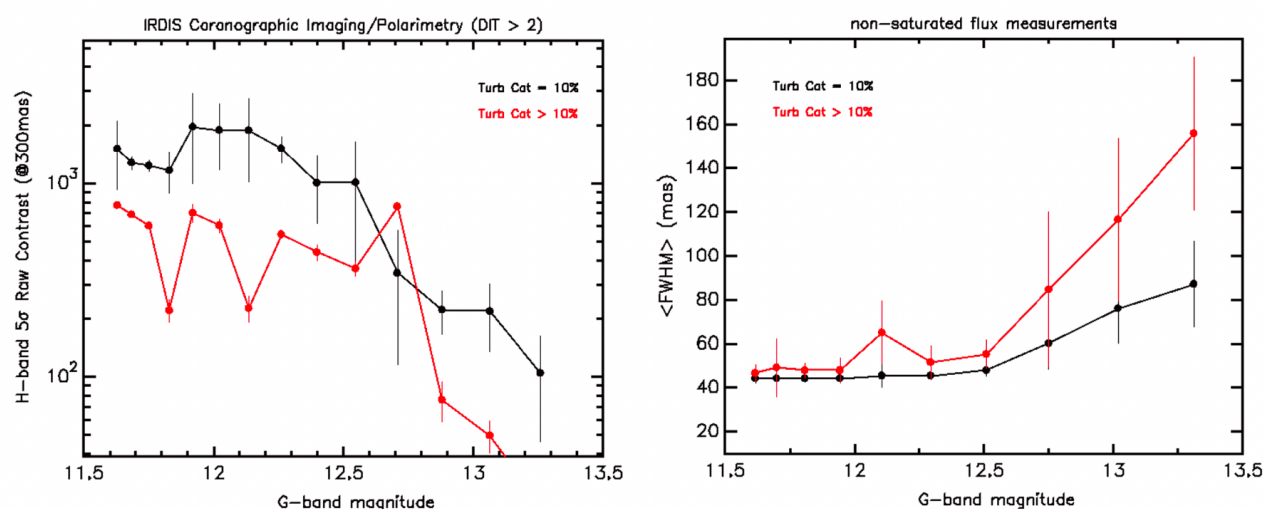 IRDIS Caranographic Imaging/Polarimetry (DIT > 2)
Turb Cat = 10%
Turb Cat > 10%
H-band 5σ Raw Contrast (@300mas)
10³
10²
11.5 12 12.5 13 13.5
G-band magnitude
non-saturated flux measurements
Turb Cat = 10%
Turb Cat > 10%
<FWHM> (mas)
180
160
140
120
100
80
60
40
20
11.5 12 12.5 13 13.5
G-band magnitude